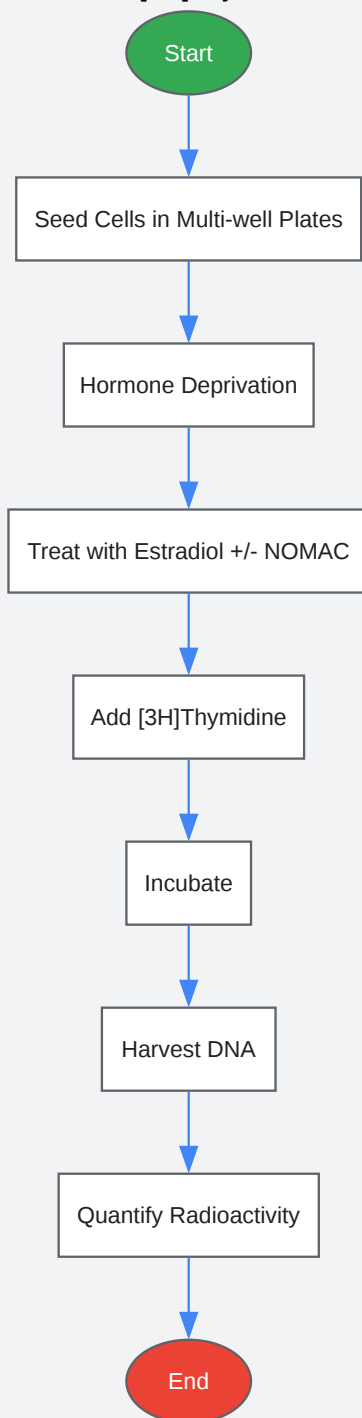 Start
Seed Cells in Multi-well Plates
Hormone Deprivation
Treat with Estradiol +/- NOMAC
Add [3H]Thymidine
Incubate
Harvest DNA
Quantify Radioactivity
End